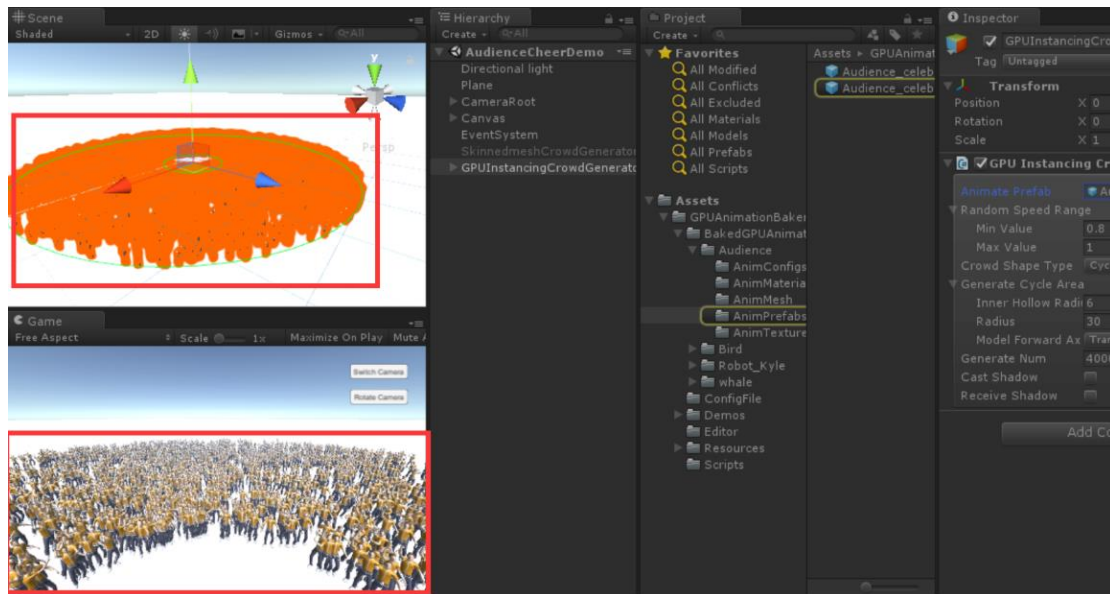 Scene
Shaded
2D
Gizmos
All
y
Persp
Game
Free Aspect
Scale
1x
Maximize On Play
Mute
Switch Camera
Rotate Camera
Hierarchy
Create
All
AudienceCheerDemo
Directional light
Plane
CameraRoot
Canvas
EventSystem
SkinnedmeshCrowdGenerator
GPUInstancingCrowdGenerato
Project
Create
Favorites
All Modified
All Conflicts
All Excluded
All Materials
All Models
All Prefabs
All Scripts
Assets
GPUAnimationBaker
BakedGPUAnimat
Audience
AnimConfigs
AnimMateria
AnimMesh
AnimPrefabs
AnimTexture
Bird
Robot_Kyle
whale
ConfigFile
Demos
Editor
Resources
Scripts
Assets
GPUAnimat
Audience_celeb
Audience_celeb
Inspector
GPUInstancingCro
Tag Untagged
Transform
Position X 0
Rotation X 0
Scale X 1
GPU Instancing Cr
Animate Prefab
Random Speed Range
Min Value 0.8
Max Value 1
Crowd Shape Type Cyc
Generate Cycle Area
Inner Hollow Radiu 6
Radius 30
Model Forward Ax Tran
Generate Num 4000
Cast Shadow
Receive Shadow
Add Co